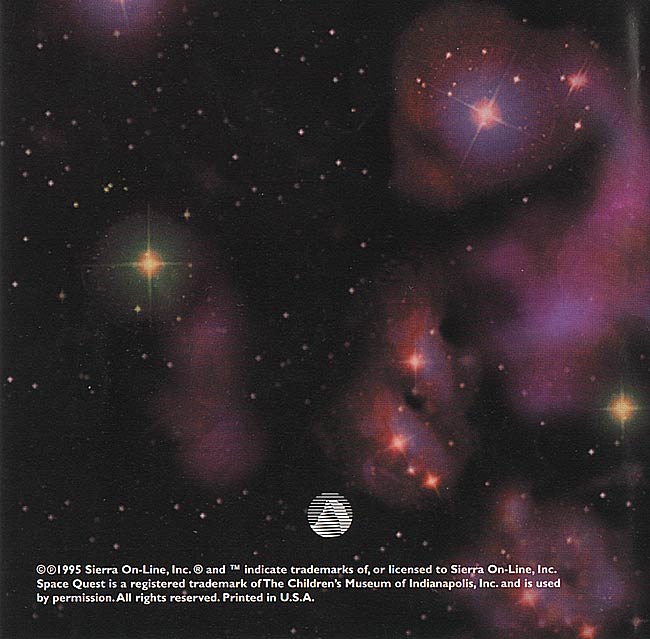 ©℗1995 Sierra On-Line, Inc. ® and ™ indicate trademarks of, or licensed to Sierra On-Line, Inc.
Space Quest is a registered trademark of The Children's Museum of Indianapolis, Inc. and is used
by permission. All rights reserved. Printed in U.S.A.